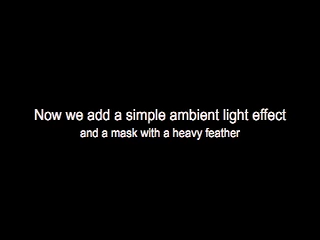 Now we add a simple ambient light effect
and a mask with a heavy feather